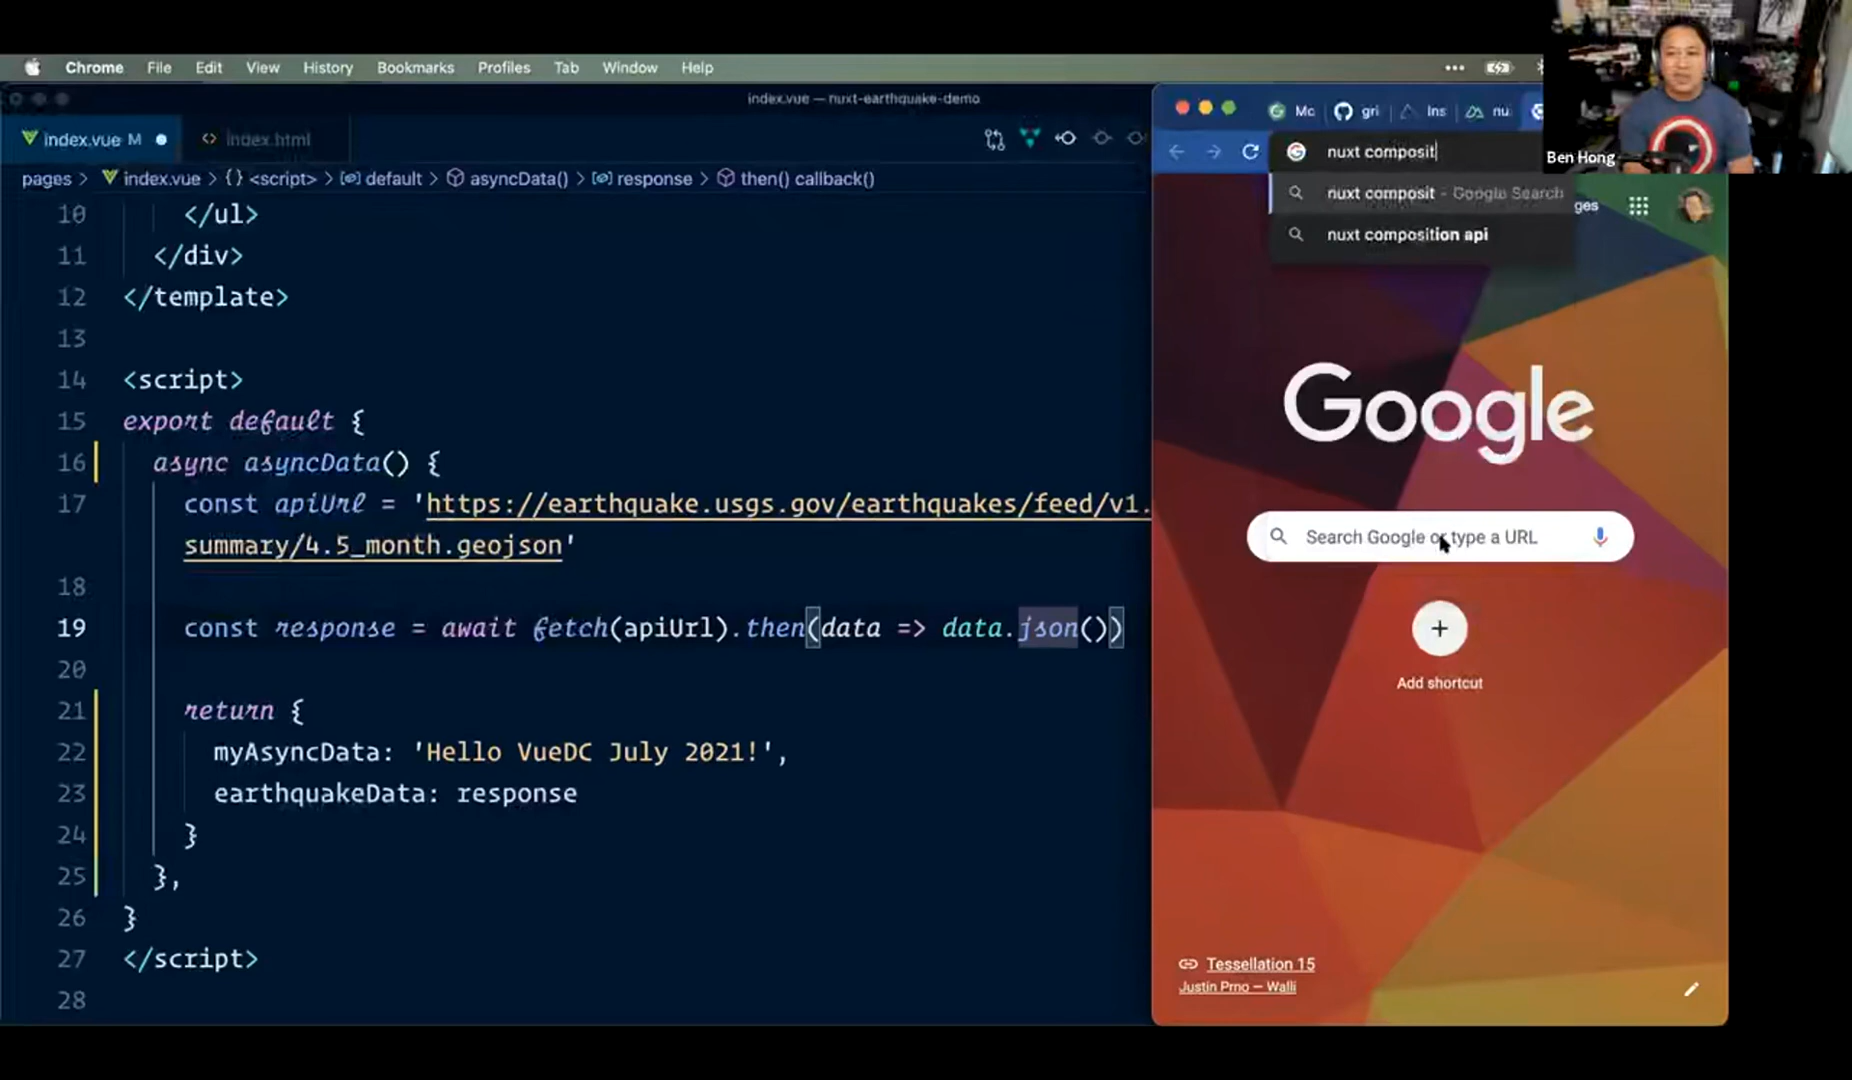 Chrome File Edit View History Bookmarks Profiles Tab Window Help
index.vue — nuxt-earthquake-demo
index.vue M
index.html
pages > index.vue > {} <script> > default > asyncData() > response > then() callback()
10 </ul>
11 </div>
12 </template>
13
14 <script>
15 export default {
16 async asyncData() {
17 const apiUrl = 'https://earthquake.usgs.gov/earthquakes/feed/v1.
summary/4.5_month.geojson'
18
19 const response = await fetch(apiUrl).then(data => data.json())
20
21 return {
22 myAsyncData: 'Hello VueDC July 2021!',
23 earthquakeData: response
24 }
25 },
26 }
27 </script>
28
Mc gri Ins nu
nuxt composit
nuxt composit - Google Search
nuxt composition api
ges
Google
Search Google or type a URL
Add shortcut
Tessellation 15
Justin Prno — Walli
Ben Hong